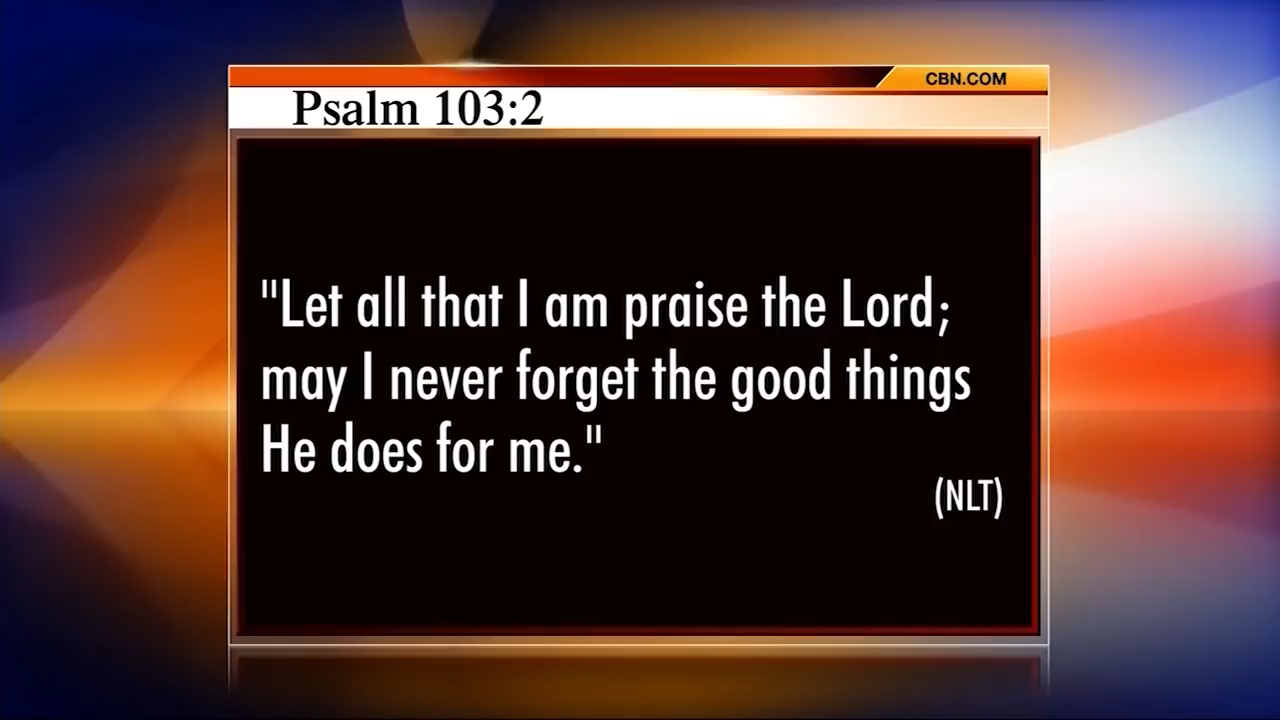 CBN.COM
Psalm 103:2
"Let all that I am praise the Lord;
may I never forget the good things
He does for me."
(NLT)